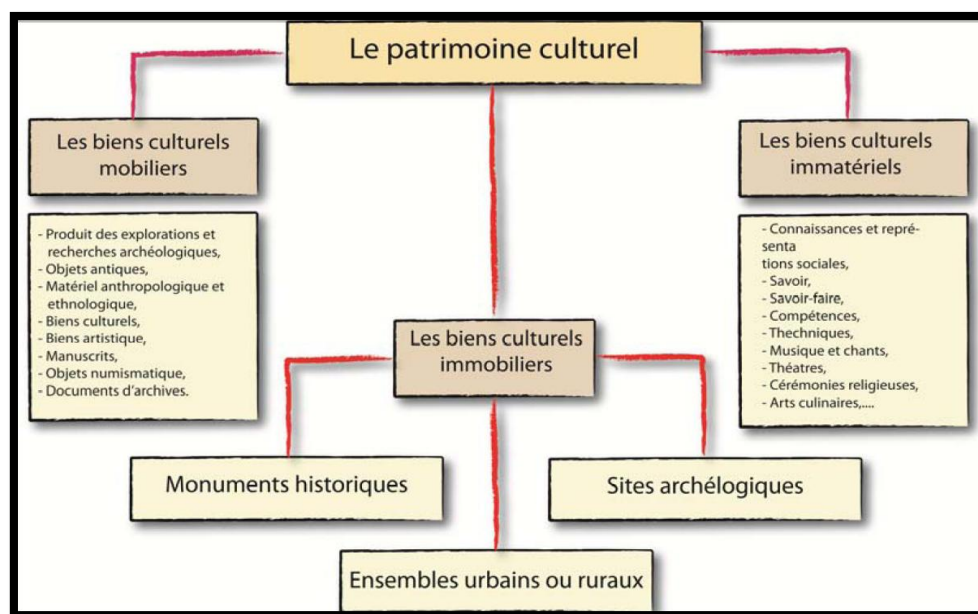 Le patrimoine culturel
Les biens culturels
mobiliers
- Produit des explorations et
recherches archéologiques,
- Objets antiques,
- Matériel anthropologique et
ethnologique,
- Biens culturels,
- Biens artistique,
- Manuscrits,
- Objets numismatique,
- Documents d'archives.
Les biens culturels
immatériels
- Connaissances et repré-
senta
tions sociales,
- Savoir,
- Savoir-faire,
- Compétences,
- Thechniques,
- Musique et chants,
- Théatres,
- Cérémonies religieuses,
- Arts culinaires,....
Les biens culturels
immobiliers
Monuments historiques
Sites archélogiques
Ensembles urbains ou ruraux